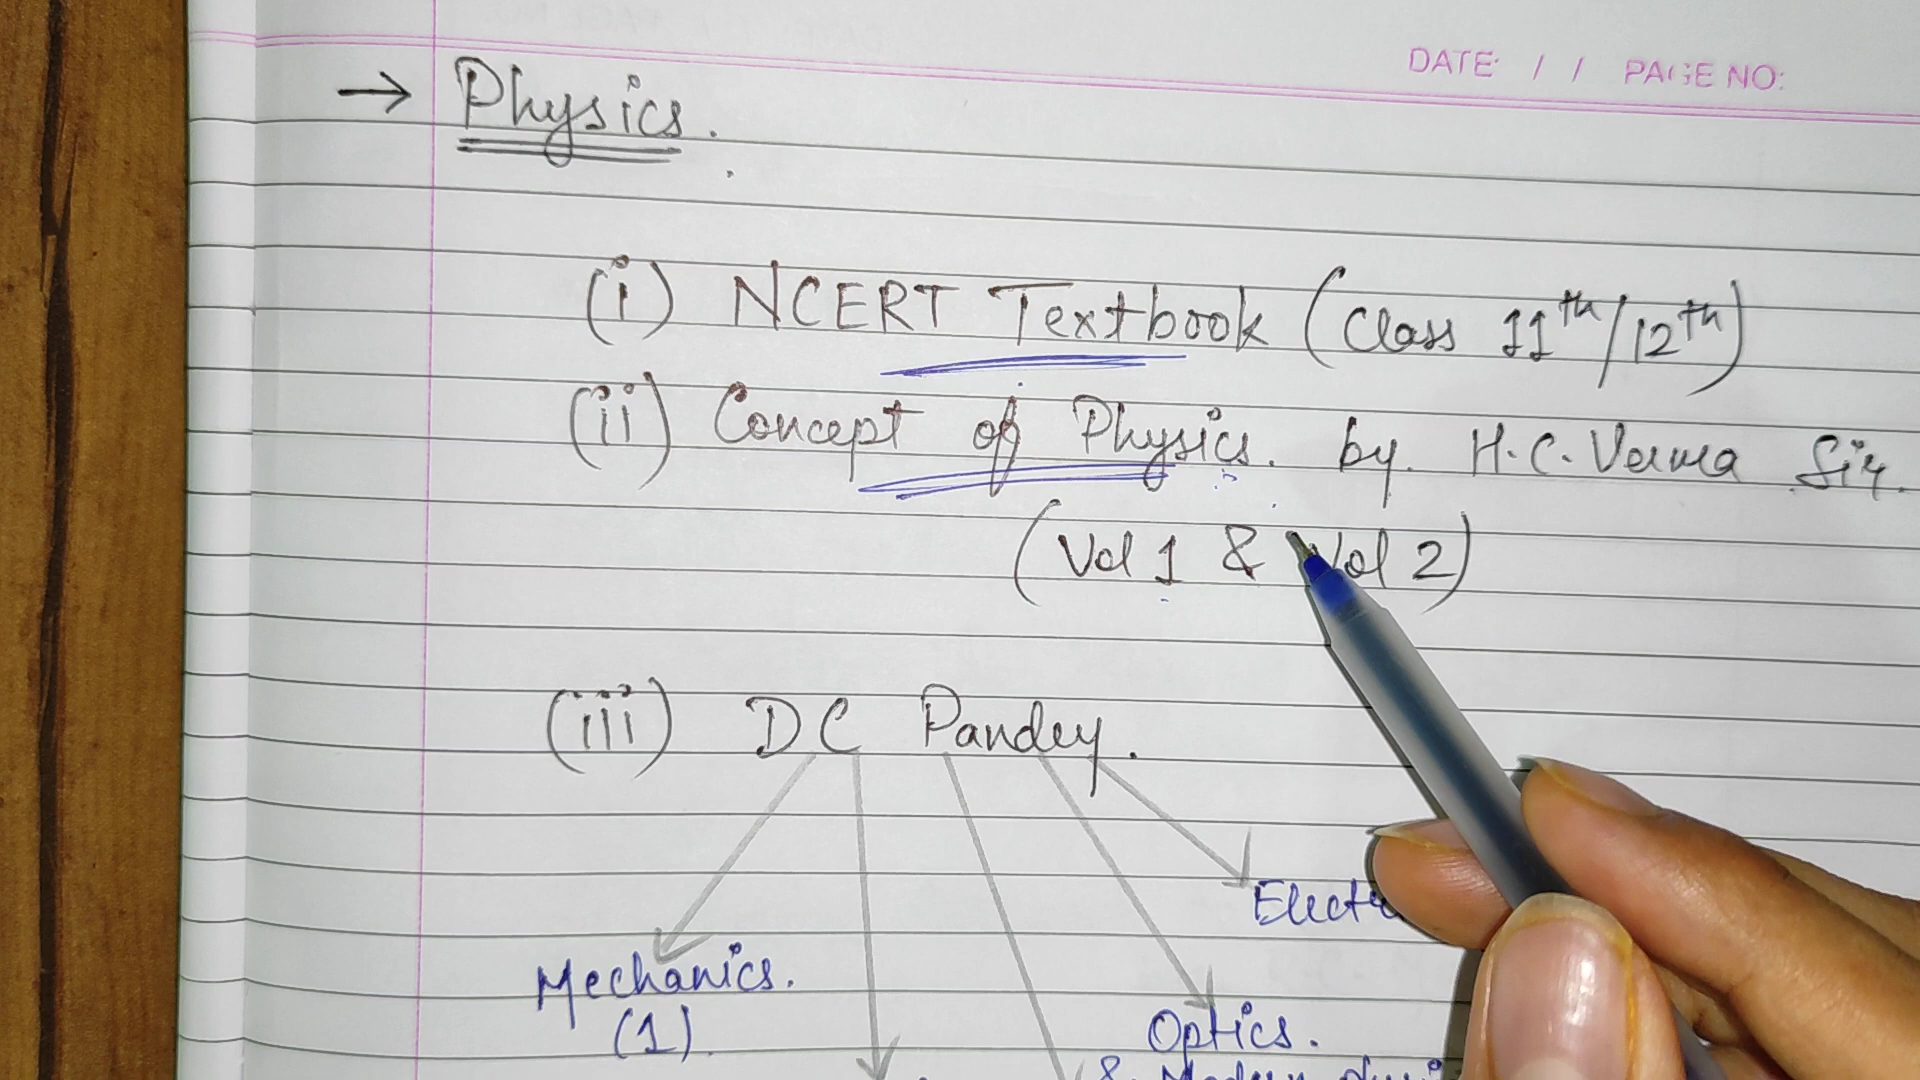 DATE: / / PAGE NO:
→ Physics.
(i) NCERT Textbook (Class 11th/12th)
(ii) Concept of Physics. by H.C. Verma Sir.
(Vol 1 & Vol 2)
(iii) DC Pandey.
Mechanics.
(1).
Optics.
&